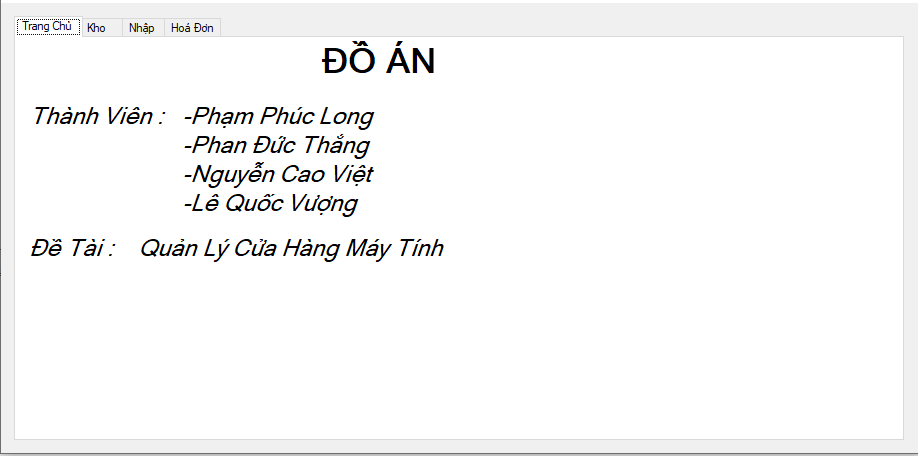 Trang Chủ Kho Nhập Hoá Đơn
ĐỒ ÁN
Thành Viên : -Phạm Phúc Long
-Phan Đức Thắng
-Nguyễn Cao Việt
-Lê Quốc Vượng
Đề Tài : Quản Lý Cửa Hàng Máy Tính